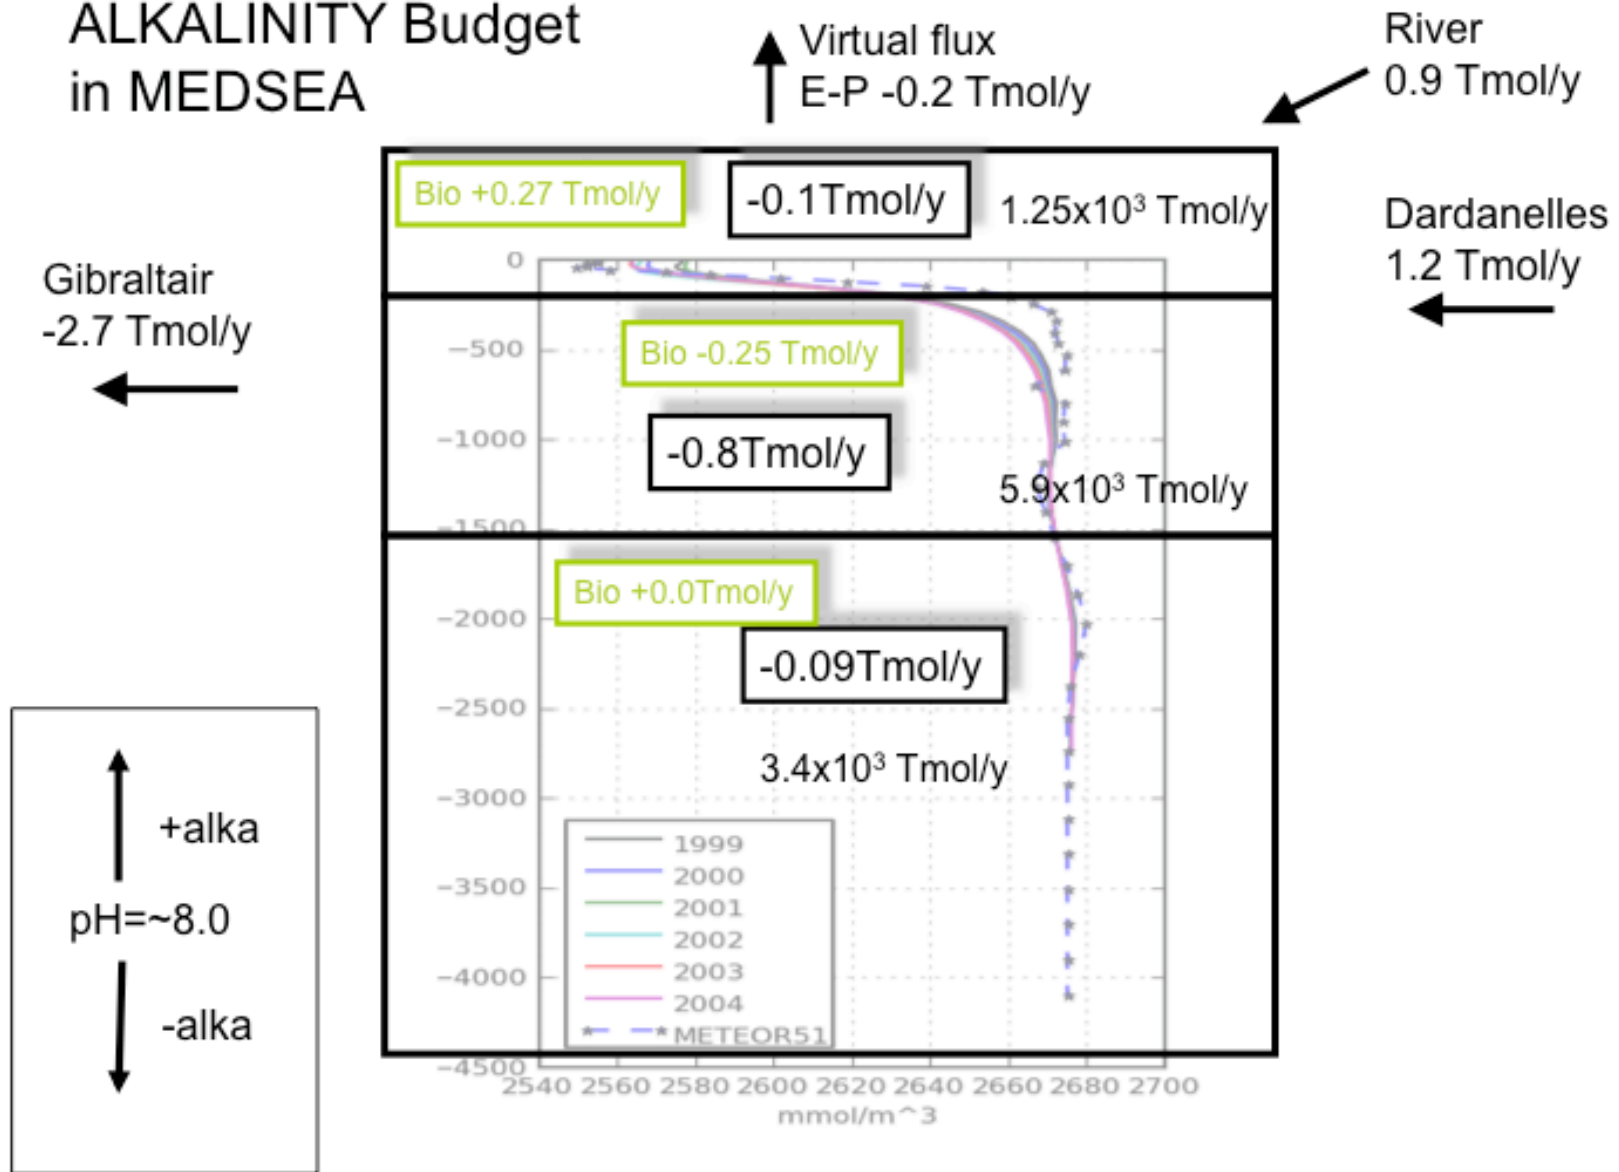 ALKALINITY Budget
in MEDSEA
Virtual flux
E-P -0.2 Tmol/y
River
0.9 Tmol/y
Bio +0.27 Tmol/y
-0.1Tmol/y
1.25x10³ Tmol/y
Dardanelles
1.2 Tmol/y
Gibraltair
-2.7 Tmol/y
0
Bio -0.25 Tmol/y
−500
-0.8Tmol/y
−1000
5.9x10³ Tmol/y
−1500
Bio +0.0Tmol/y
−2000
-0.09Tmol/y
−2500
3.4x10³ Tmol/y
−3000
−3500
−4000
−4500
1999
2000
2001
2002
2003
2004
METEOR51
2540 2560 2580 2600 2620 2640 2660 2680 2700
mmol/m^3
+alka
pH=~8.0
-alka